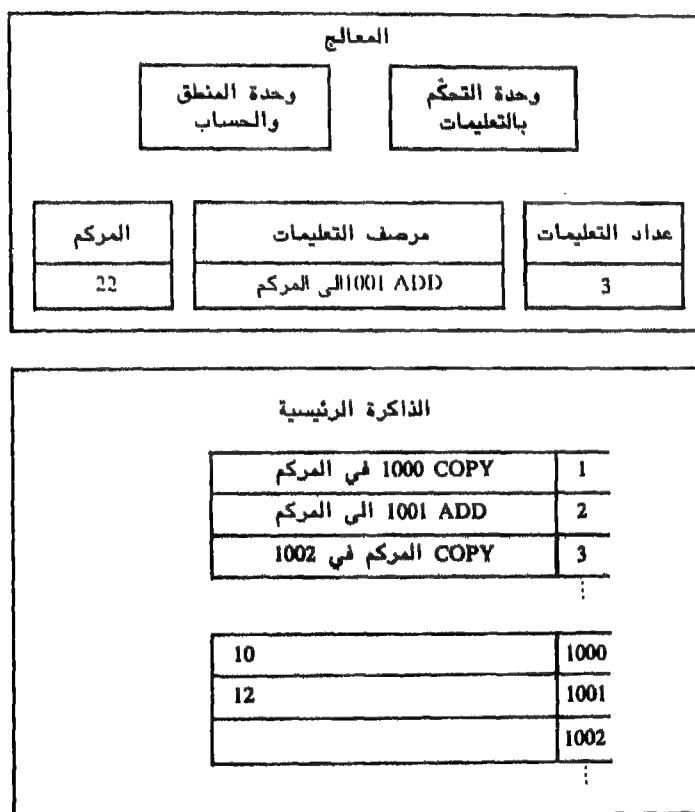 المعالج
وحدة التحكّم
بالتعليمات
وحدة المنطق
والحساب
عداد التعليمات
3
مرصف التعليمات
1001 ADD الى المركم
المركم
22
الذاكرة الرئيسية
1 1000 COPY في المركم
2 1001 ADD الى المركم
3 COPY المركم في 1002
1000 10
1001 12
1002